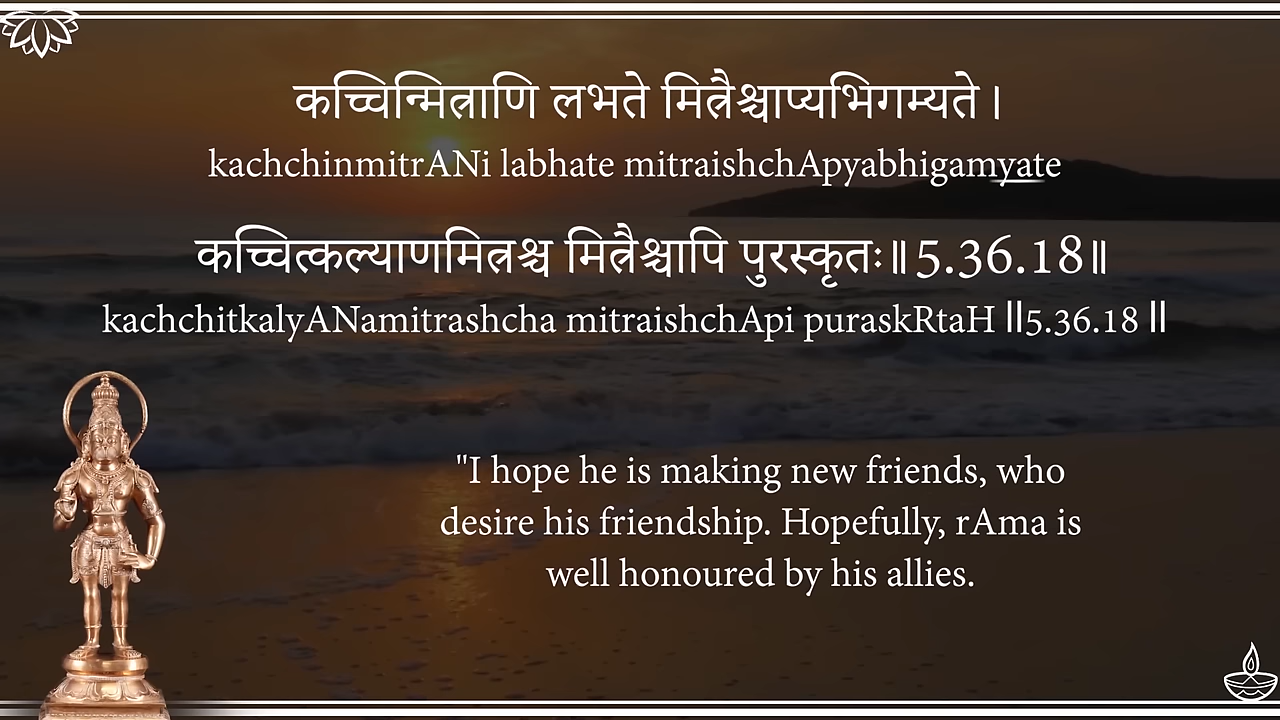 कच्चिन्मित्राणि लभते मित्रैश्चाप्यभिगम्यते।
kachchinmitrANi labhate mitraishchApyabhigamyate
कच्चित्कल्याणमित्रश्च मित्रैश्चापि पुरस्कृतः॥5.36.18॥
kachchitkalyANamitrashcha mitraishchApi puraskRtaH ||5.36.18 ||
"I hope he is making new friends, who
desire his friendship. Hopefully, rAma is
well honoured by his allies.